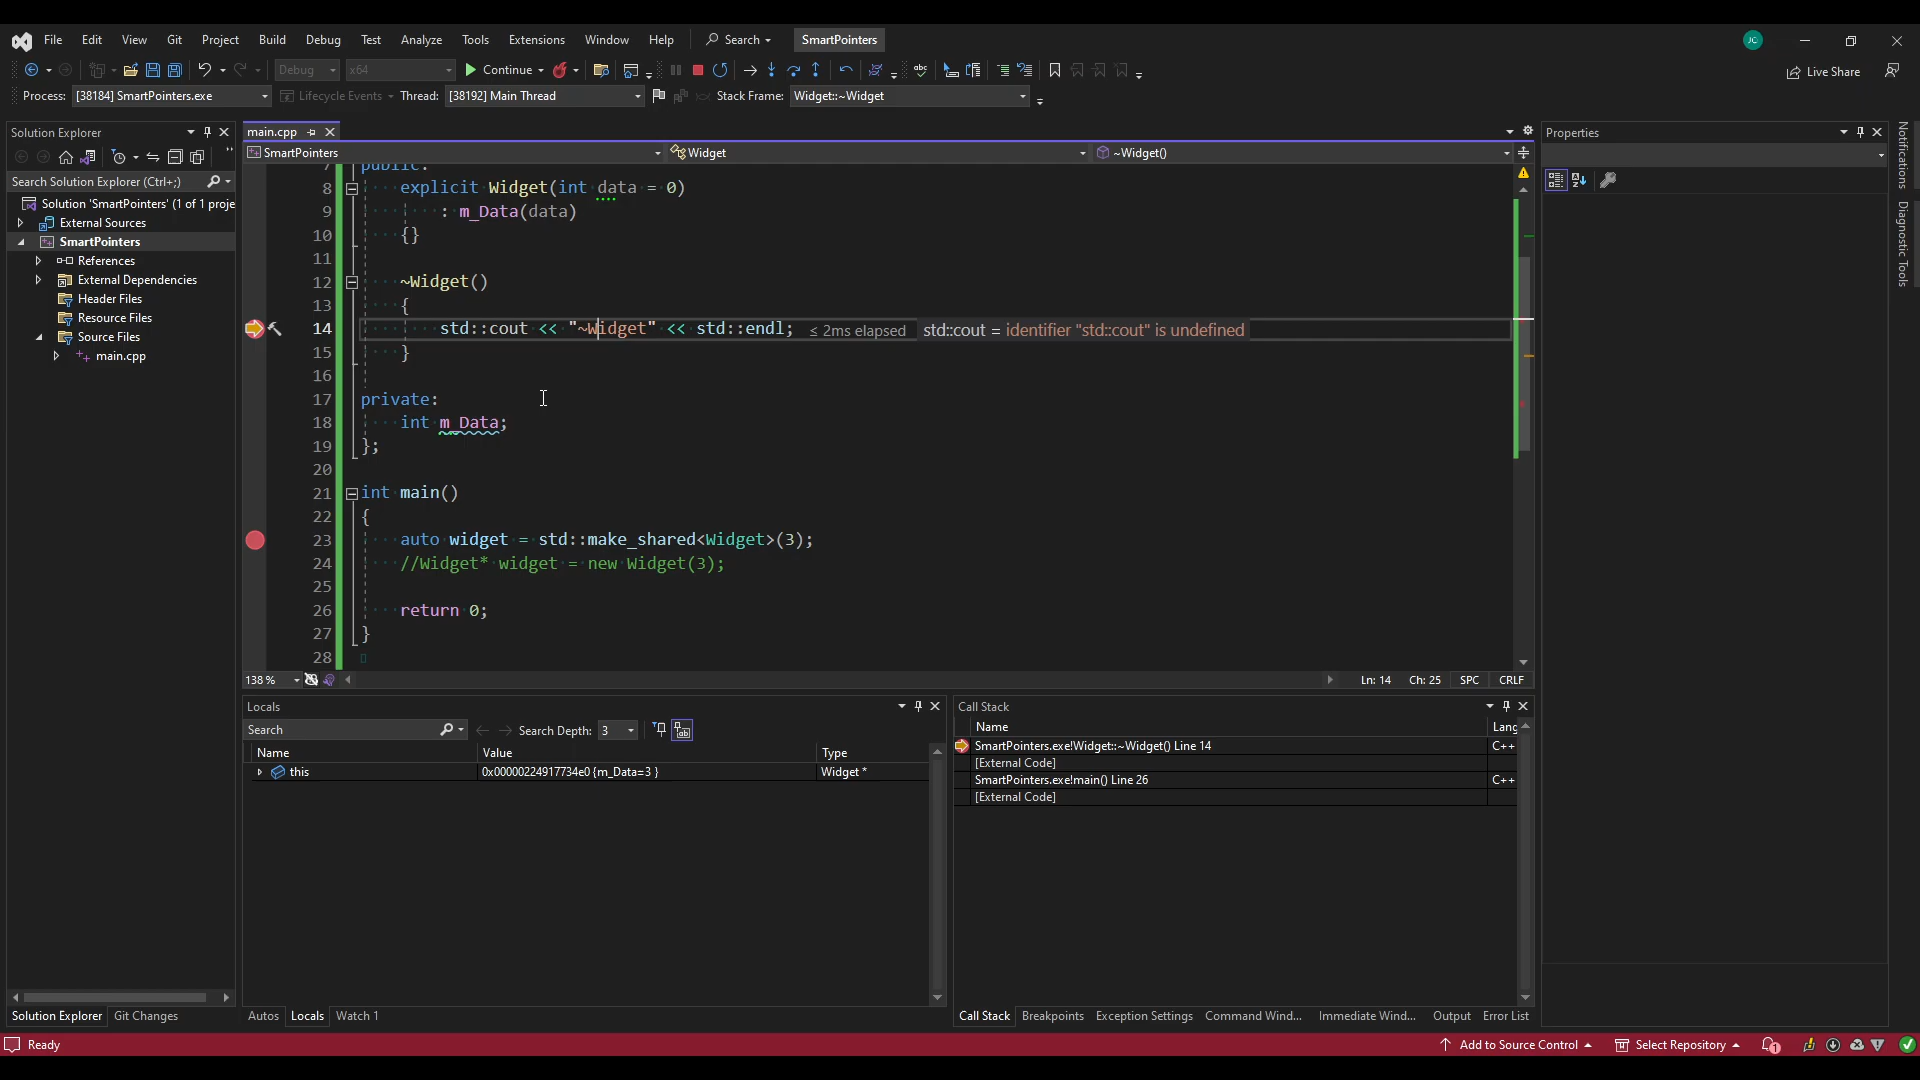 File Edit View Git Project Build Debug Test Analyze Tools Extensions Window Help Search SmartPointers JC
Debug x64 Continue Live Share
Process: [38184] SmartPointers.exe Lifecycle Events Thread: [38192] Main Thread Stack Frame: Widget::~Widget
Solution Explorer
Search Solution Explorer (Ctrl+;)
Solution 'SmartPointers' (1 of 1 proje
External Sources
SmartPointers
References
External Dependencies
Header Files
Resource Files
Source Files
main.cpp
Solution Explorer Git Changes
main.cpp
SmartPointers Widget ~Widget()
7 public:
8 explicit Widget(int data = 0)
9 : m_Data(data)
10 {}
11
12 ~Widget()
13 {
14 std::cout << "~Widget" << std::endl; ≤ 2ms elapsed std::cout = identifier "std::cout" is undefined
15 }
16
17 private:
18 int m_Data;
19 };
20
21 int main()
22 {
23 auto widget = std::make_shared<Widget>(3);
24 //Widget* widget = new Widget(3);
25
26 return 0;
27 }
28
138 % Ln: 14 Ch: 25 SPC CRLF
Locals
Search Search Depth: 3
Name Value Type
this 0x00000224917734e0 {m_Data=3 } Widget *
Autos Locals Watch 1
Call Stack
Name Lang
SmartPointers.exe!Widget::~Widget() Line 14 C++
[External Code]
SmartPointers.exe!main() Line 26 C++
[External Code]
Call Stack Breakpoints Exception Settings Command Wind... Immediate Wind... Output Error List
Properties
Notifications
Diagnostic Tools
Ready Add to Source Control Select Repository 1